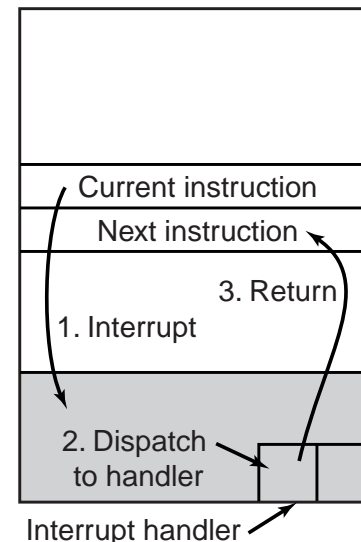 Current instruction
Next instruction
3. Return
1. Interrupt
2. Dispatch
to handler
Interrupt handler